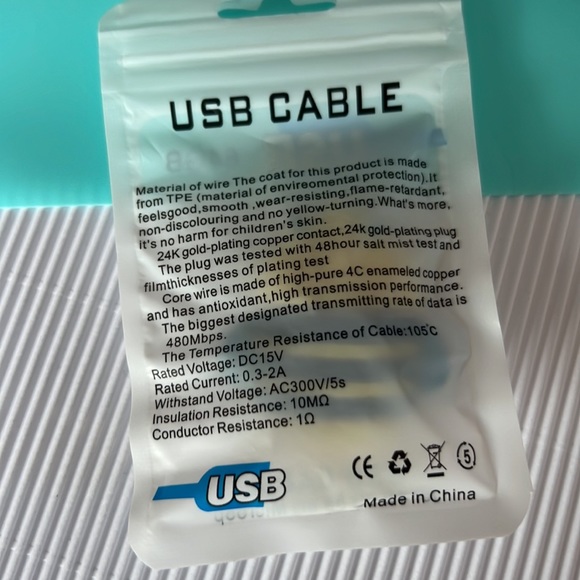 USB CABLE
Material of wire The coat for this product is made
from TPE (material of envireomental protection).It
feelsgood,smooth ,wear-resisting,flame-retardant,
non-discolouring and no yellow-turning.What's more,
it's no harm for children's skin.
24K gold-plating copper contact,24k gold-plating plug
The plug was tested with 48hour salt mist test and
filmthicknesses of plating test
Core wire is made of high-pure 4C enameled copper
and has antioxidant,high transmission performance.
The biggest designated transmitting rate of data is
480Mbps.
The Temperature Resistance of Cable:105℃
Rated Voltage: DC15V
Rated Current: 0.3-2A
Withstand Voltage: AC300V/5s
Insulation Resistance: 10MΩ
Conductor Resistance: 1Ω
USB
CE
5
Made in China